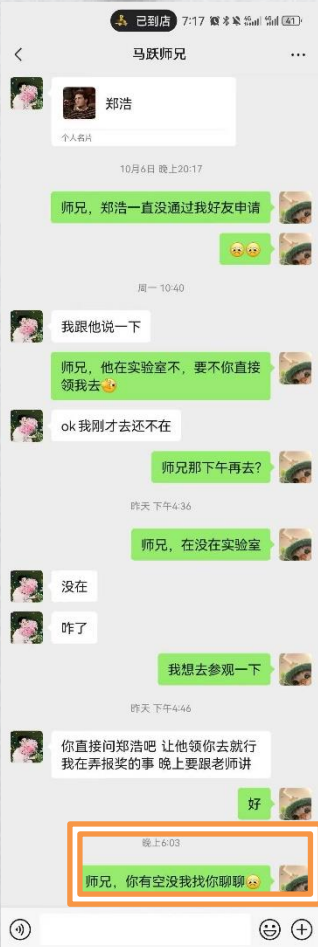 已到店 7:17 41
马跃师兄
郑浩
个人名片
10月6日 晚上20:17
师兄，郑浩一直没通过我好友申请
周一 10:40
我跟他说一下
师兄，他在实验室不，要不你直接
领我去
ok我刚才去还不在
师兄那下午再去？
昨天 下午4:36
师兄，在没在实验室
没在
咋了
我想去参观一下
昨天 下午4:46
你直接问郑浩吧 让他领你去就行
我在弄报奖的事 晚上要跟老师讲
好
晚上6:03
师兄，你有空没我找你聊聊